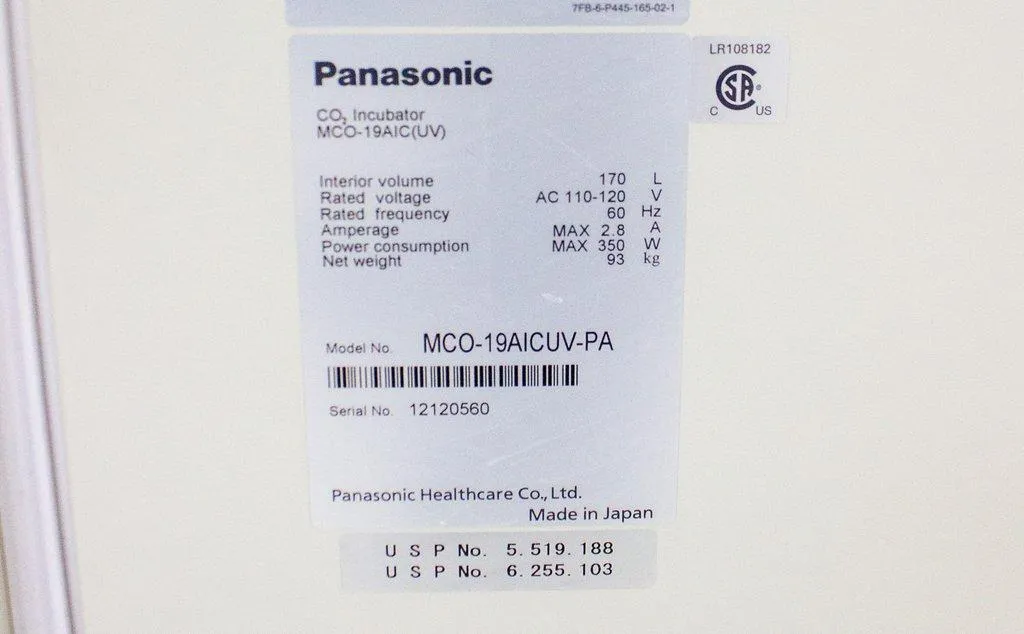 7FB-6-P445-165-02-1
LR108182
Panasonic
SA
C US
CO₂ Incubator
MCO-19AIC(UV)
Interior volume 170 L
Rated voltage AC 110-120 V
Rated frequency 60 Hz
Amperage MAX 2.8 A
Power consumption MAX 350 W
Net weight 93 kg
Model No. MCO-19AICUV-PA
Serial No. 12120560
Panasonic Healthcare Co., Ltd.
Made in Japan
U S P No. 5. 519. 188
U S P No. 6. 255. 103